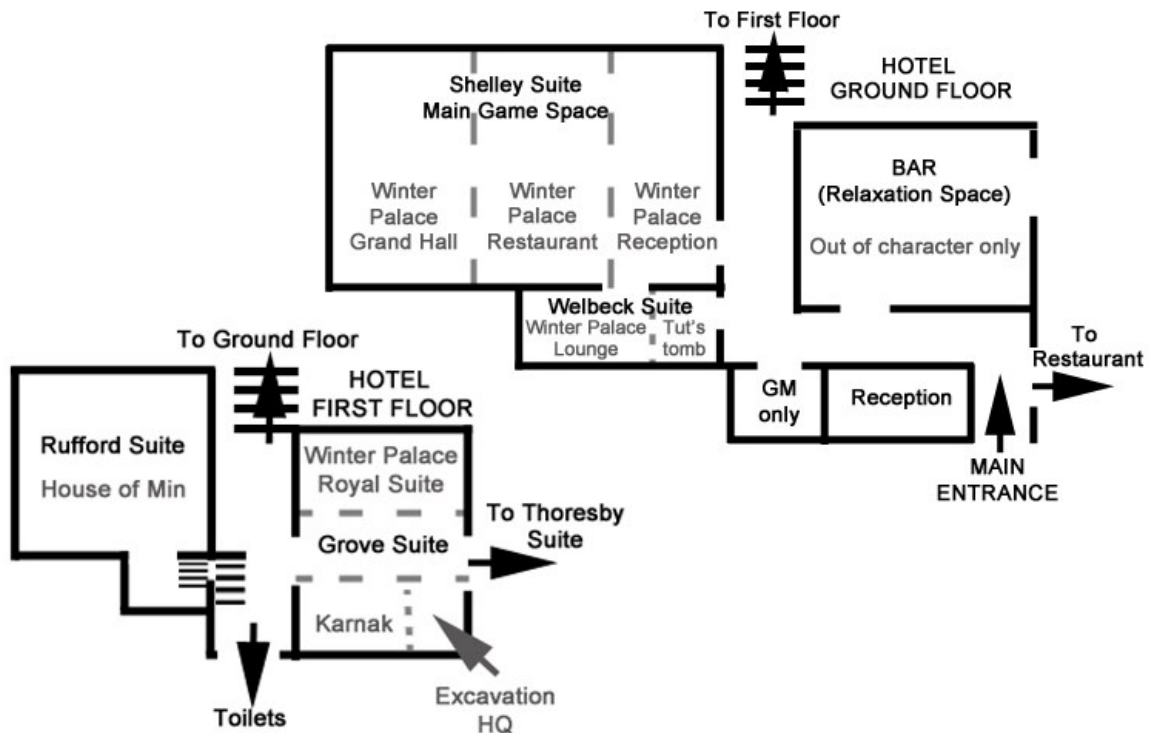 To First Floor
HOTEL
GROUND FLOOR
Shelley Suite
Main Game Space
BAR
(Relaxation Space)
Out of character only
Winter
Palace
Grand Hall
Winter
Palace
Restaurant
Winter
Palace
Reception
Welbeck Suite
Winter Palace
Lounge
Tut's
tomb
To
Restaurant
GM
only
Reception
MAIN
ENTRANCE
To Ground Floor
HOTEL
FIRST FLOOR
Rufford Suite
House of Min
Winter Palace
Royal Suite
Grove Suite
To Thoresby
Suite
Karnak
Excavation
HQ
Toilets